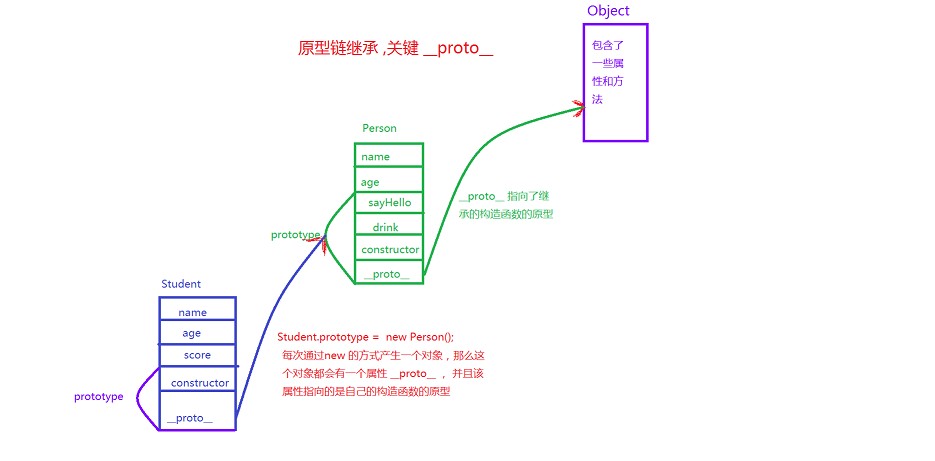 Object
原型链继承 ,关键 __proto__
包含了
一些属
性和方
法
Person
name
age
sayHello
drink
constructor
__proto__
prototype
__proto__ 指向了继
承的构造函数的原型
Student
name
age
score
constructor
__proto__
prototype
Student.prototype = new Person();
每次通过new 的方式产生一个对象，那么这
个对象都会有一个属性 __proto__ ， 并且该
属性指向的是自己的构造函数的原型